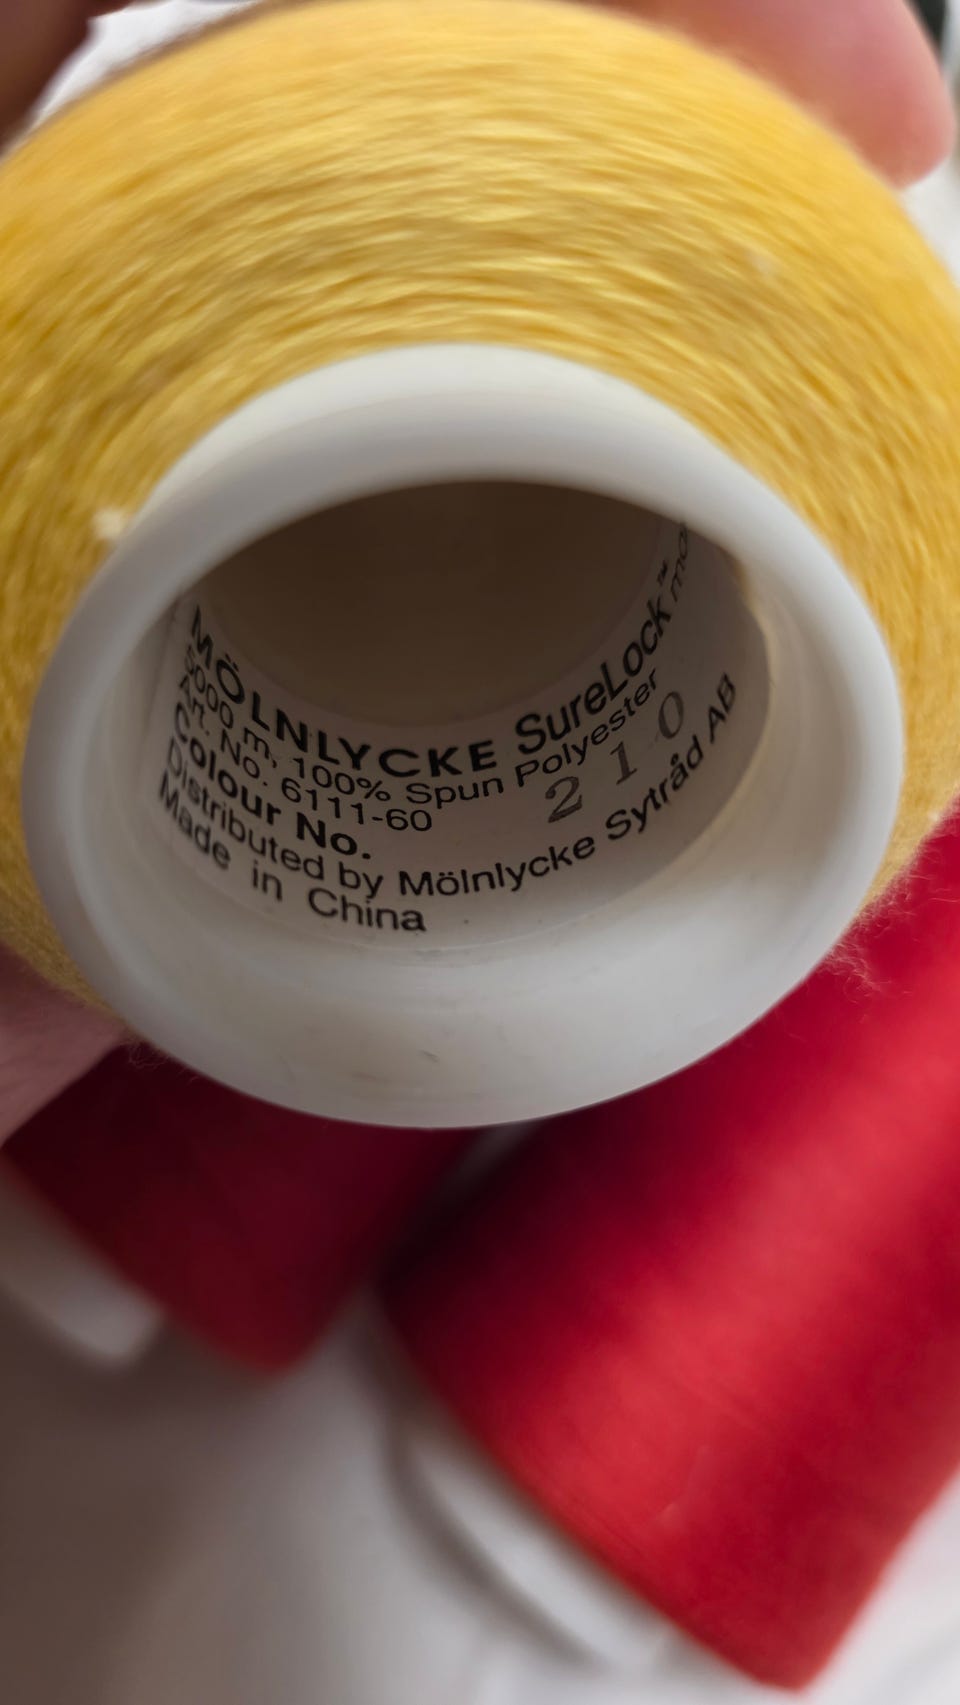 MÖLNLYCKE SureLock™
5000 m, 100% Spun Polyester
Art. No. 6111-60
Colour No. 210
Distributed by Mölnlycke Sytråd AB
Made in China